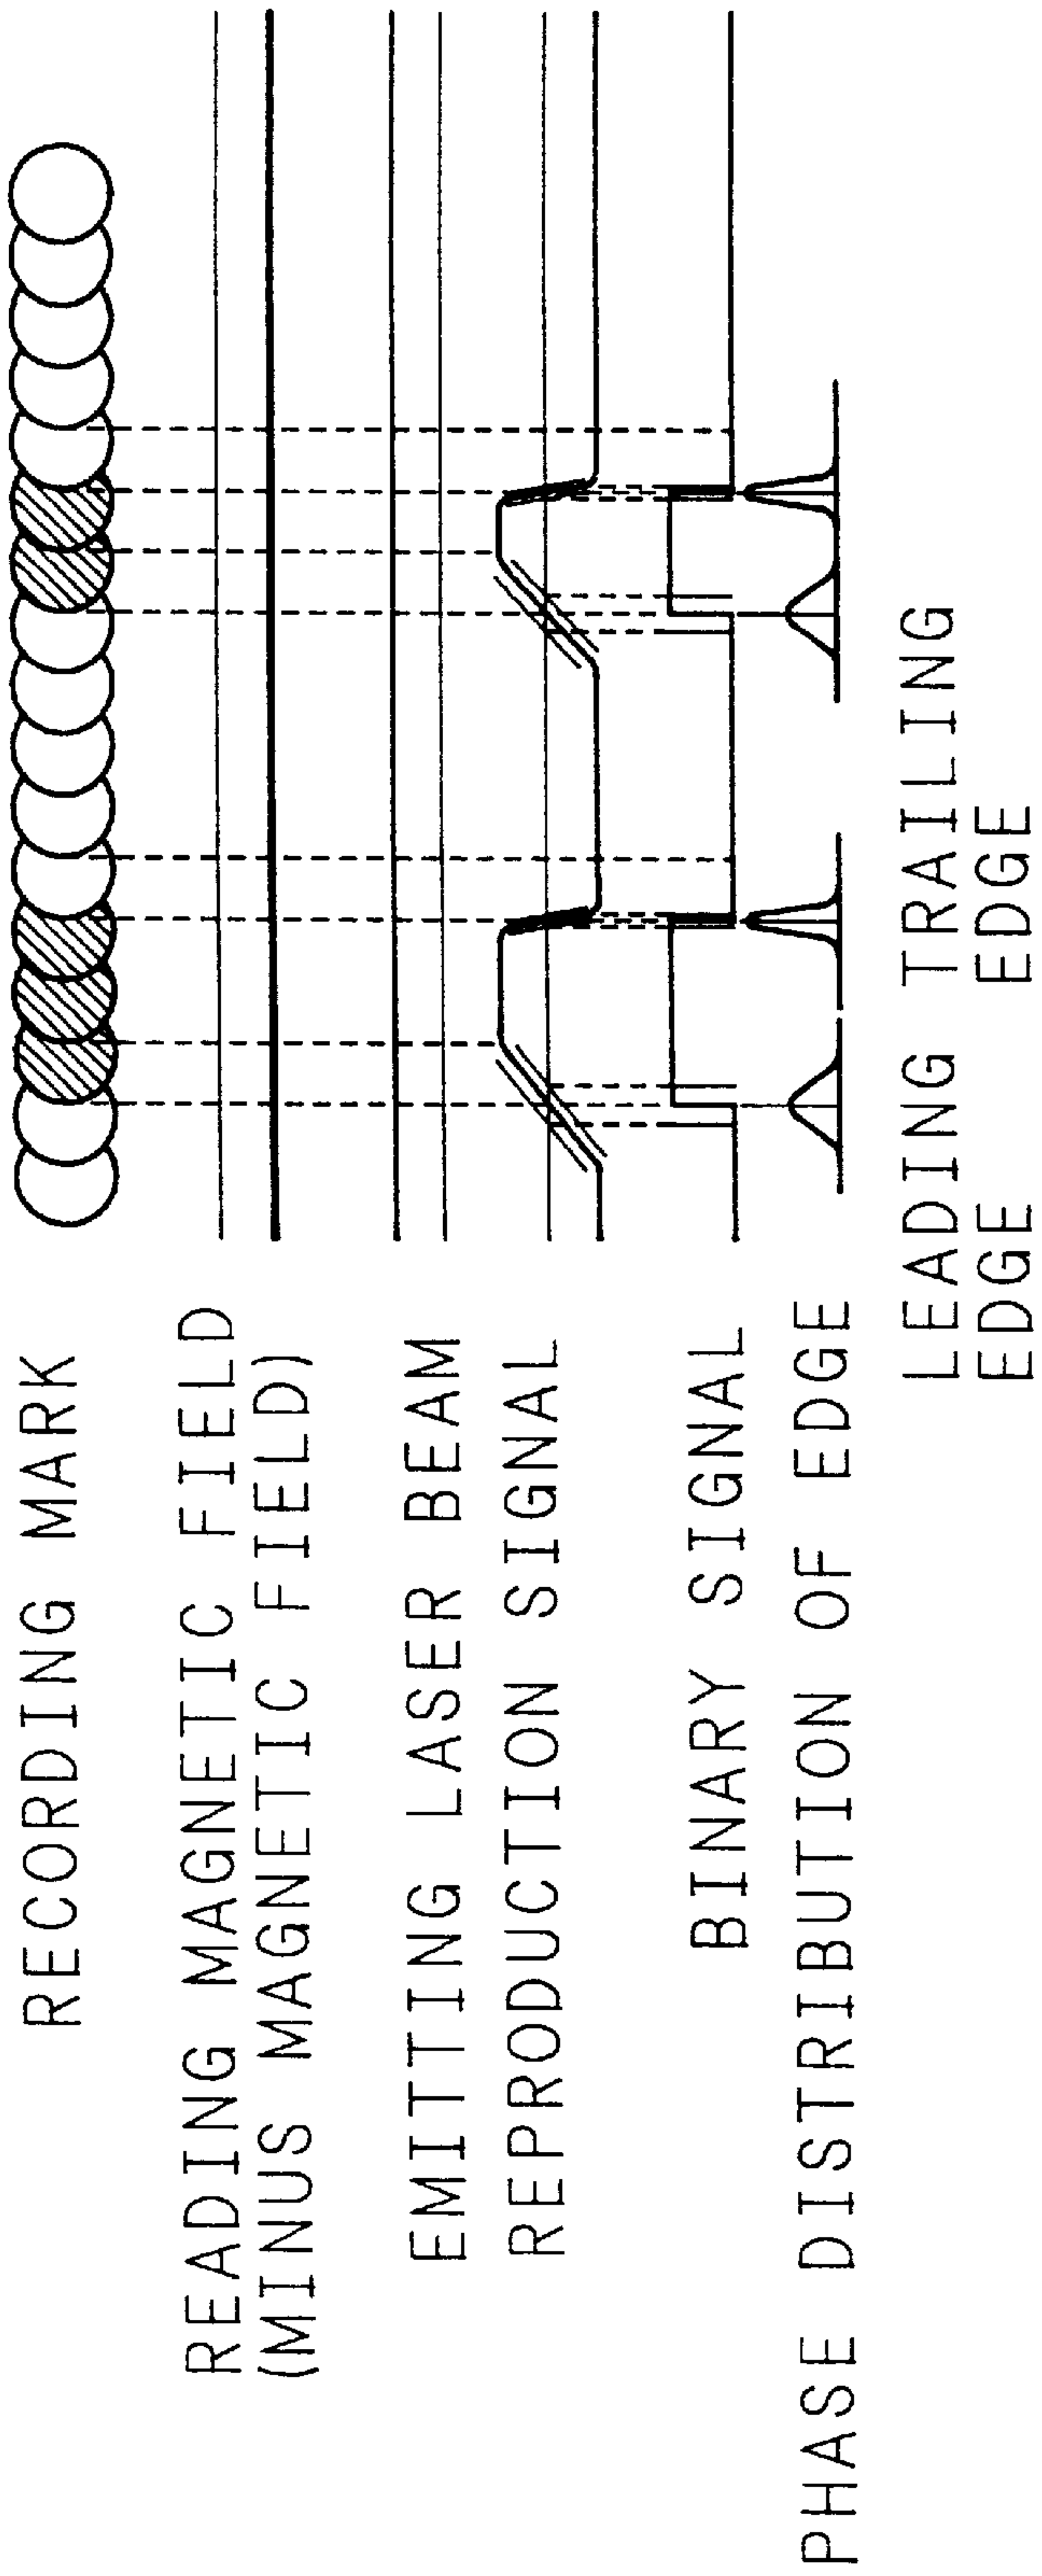 RECORDING MARK
READING MAGNETIC FIELD
(MINUS MAGNETIC FIELD)
EMITTING LASER BEAM
REPRODUCTION SIGNAL
BINARY SIGNAL
PHASE DISTRIBUTION OF EDGE
LEADING TRAILING
EDGE EDGE